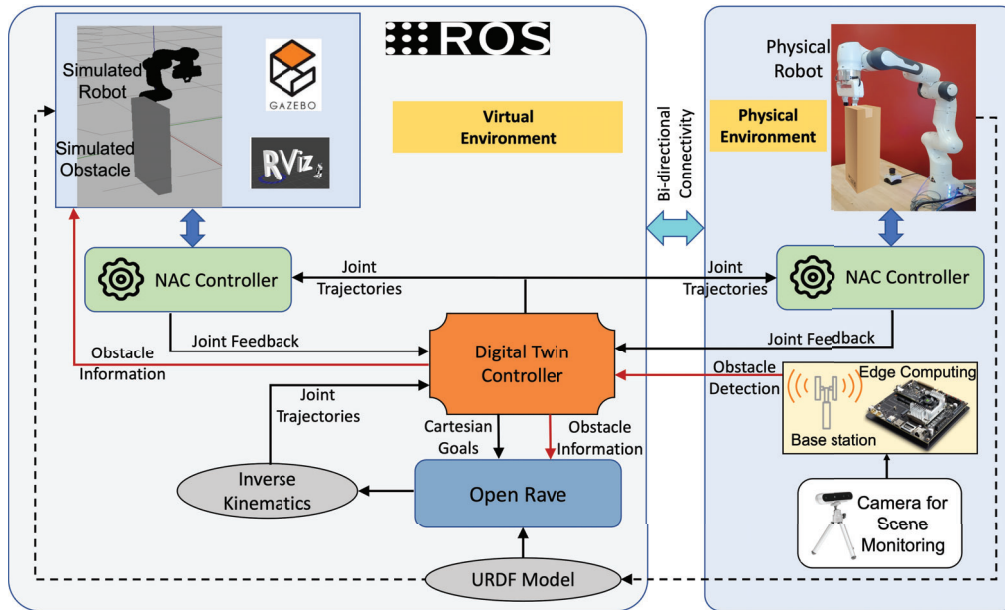 ROS
Simulated
Robot
Simulated
Obstacle
GAZEBO
RViz
Virtual
Environment
Bi-directional
Connectivity
Physical
Robot
Physical
Environment
NAC Controller
Joint
Trajectories
Joint
Trajectories
NAC Controller
Joint Feedback
Digital Twin
Controller
Joint Feedback
Obstacle
Information
Obstacle
Detection
Edge Computing
Base station
Joint
Trajectories
Cartesian
Goals
Obstacle
Information
Inverse
Kinematics
Open Rave
Camera for
Scene
Monitoring
URDF Model